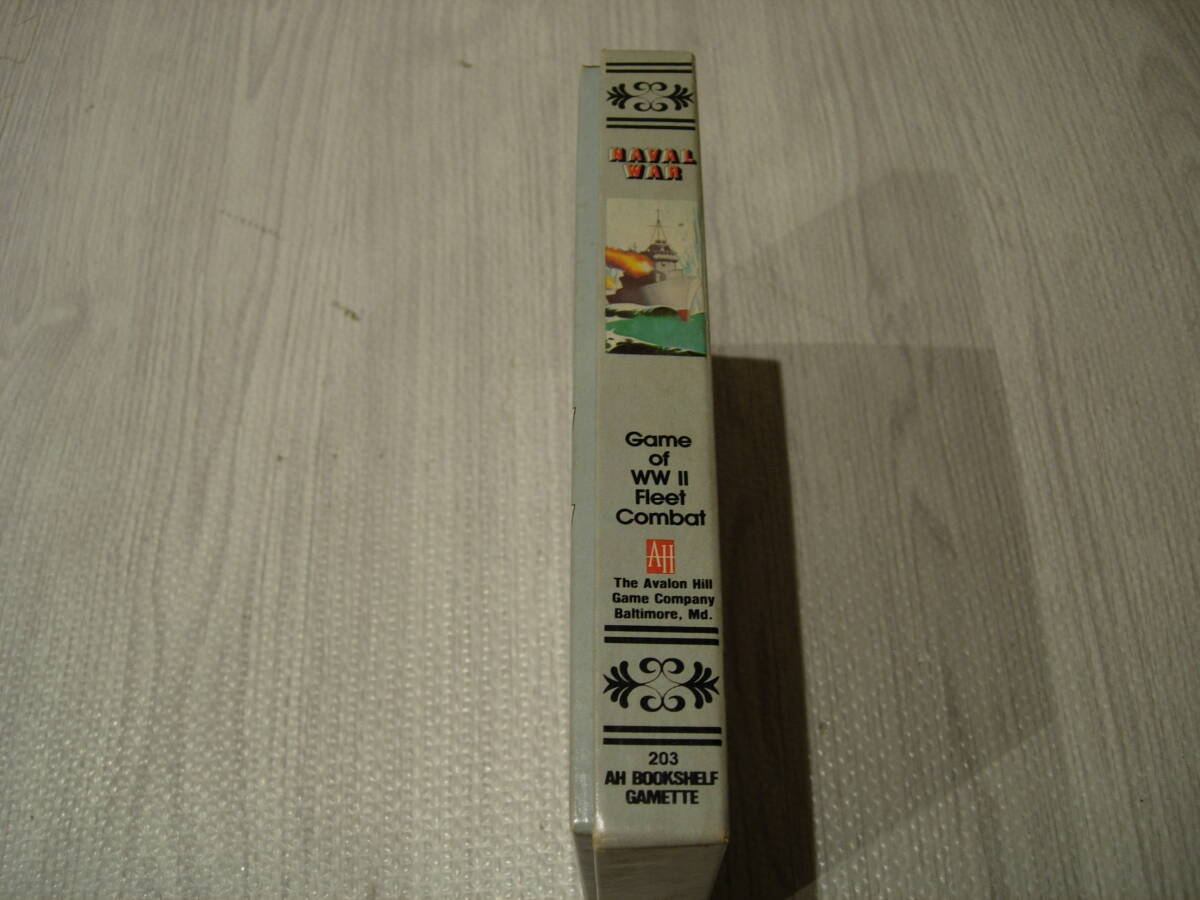 NAVAL
WAR
Game
of
WW II
Fleet
Combat
AH
The Avalon Hill
Game Company
Baltimore, Md.
203
AH BOOKSHELF
GAMETTE